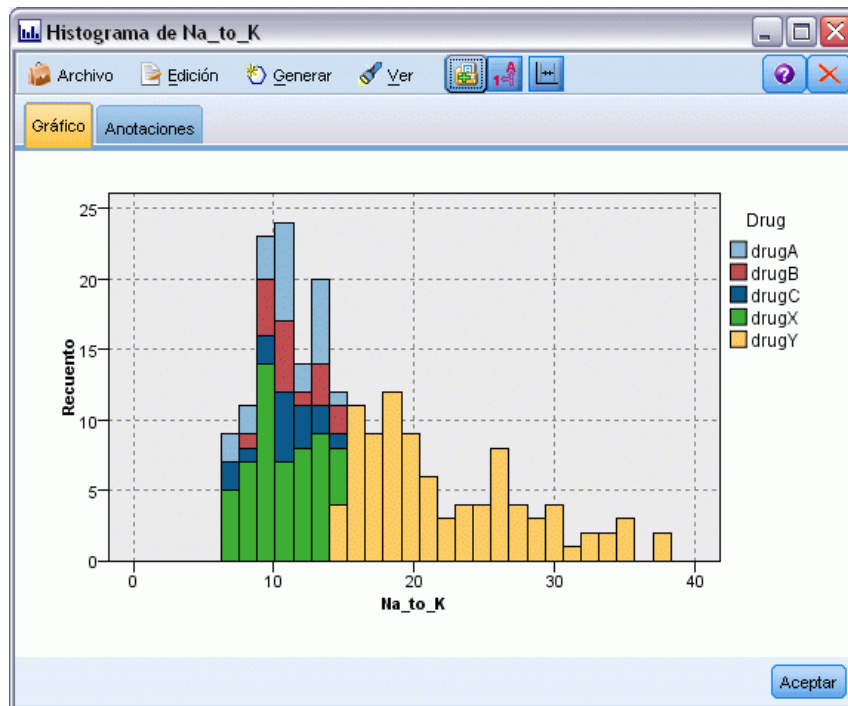 Histograma de Na_to_K
Archivo Edición Generar Ver
Gráfico Anotaciones
Recuento
25
20
15
10
5
0
0 10 20 30 40
Na_to_K
Drug
drugA
drugB
drugC
drugX
drugY
Aceptar